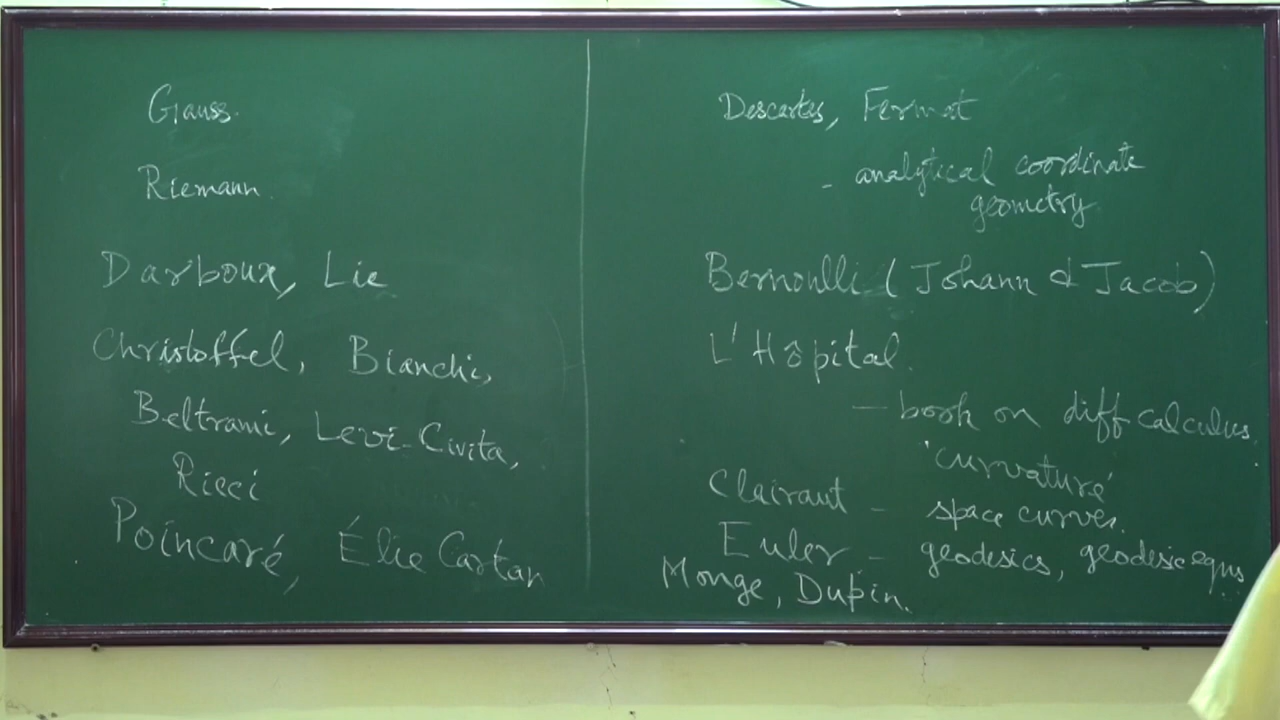 Gauss.
Riemann.
Darboux, Lie
Christoffel, Bianchi,
Beltrami, Levi-Civita,
Ricci
Poincaré, Élie Cartan
Descartes, Fermat
- analytical coordinate
geometry
Bernoulli (Johann & Jacob)
L'Hôpital.
- book on diff calculus.
'curvature'
Clairaut - space curves.
Euler - geodesics, geodesic eqns
Monge, Dupin.